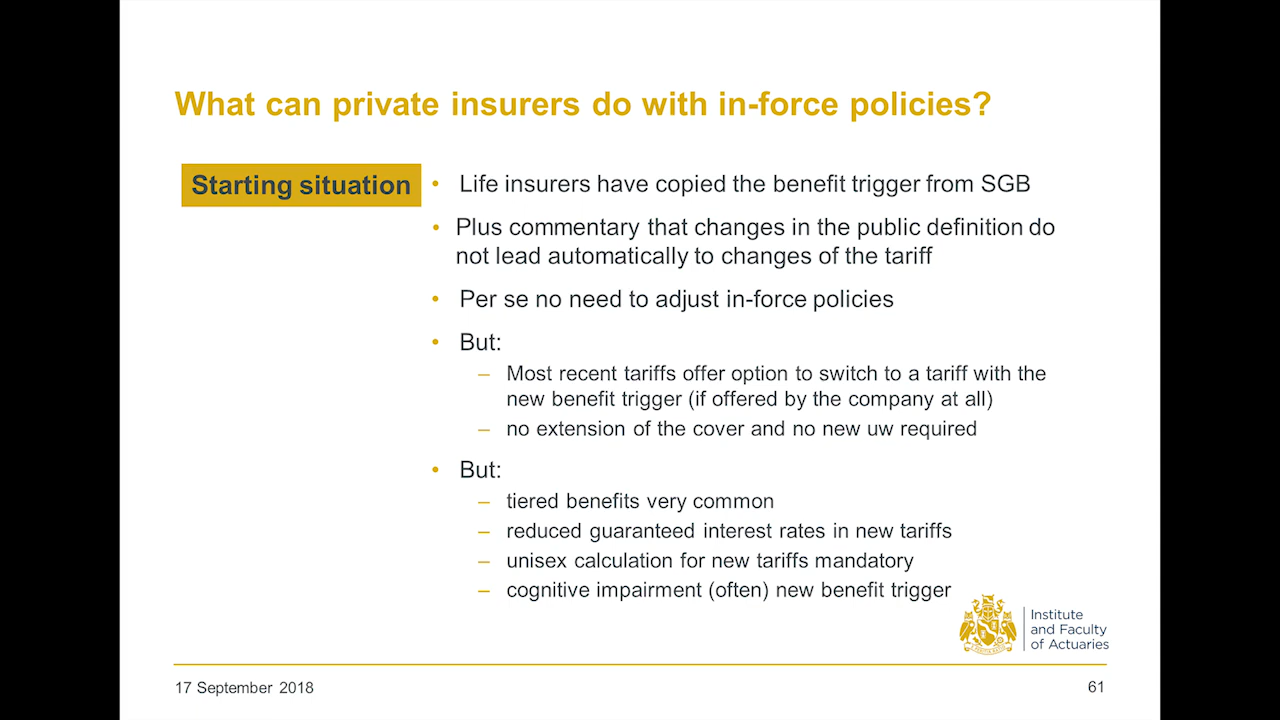 What can private insurers do with in-force policies?
Starting situation
• Life insurers have copied the benefit trigger from SGB
• Plus commentary that changes in the public definition do
not lead automatically to changes of the tariff
• Per se no need to adjust in-force policies
• But:
– Most recent tariffs offer option to switch to a tariff with the
new benefit trigger (if offered by the company at all)
– no extension of the cover and no new uw required
• But:
– tiered benefits very common
– reduced guaranteed interest rates in new tariffs
– unisex calculation for new tariffs mandatory
– cognitive impairment (often) new benefit trigger
Institute
and Faculty
of Actuaries
17 September 2018
61